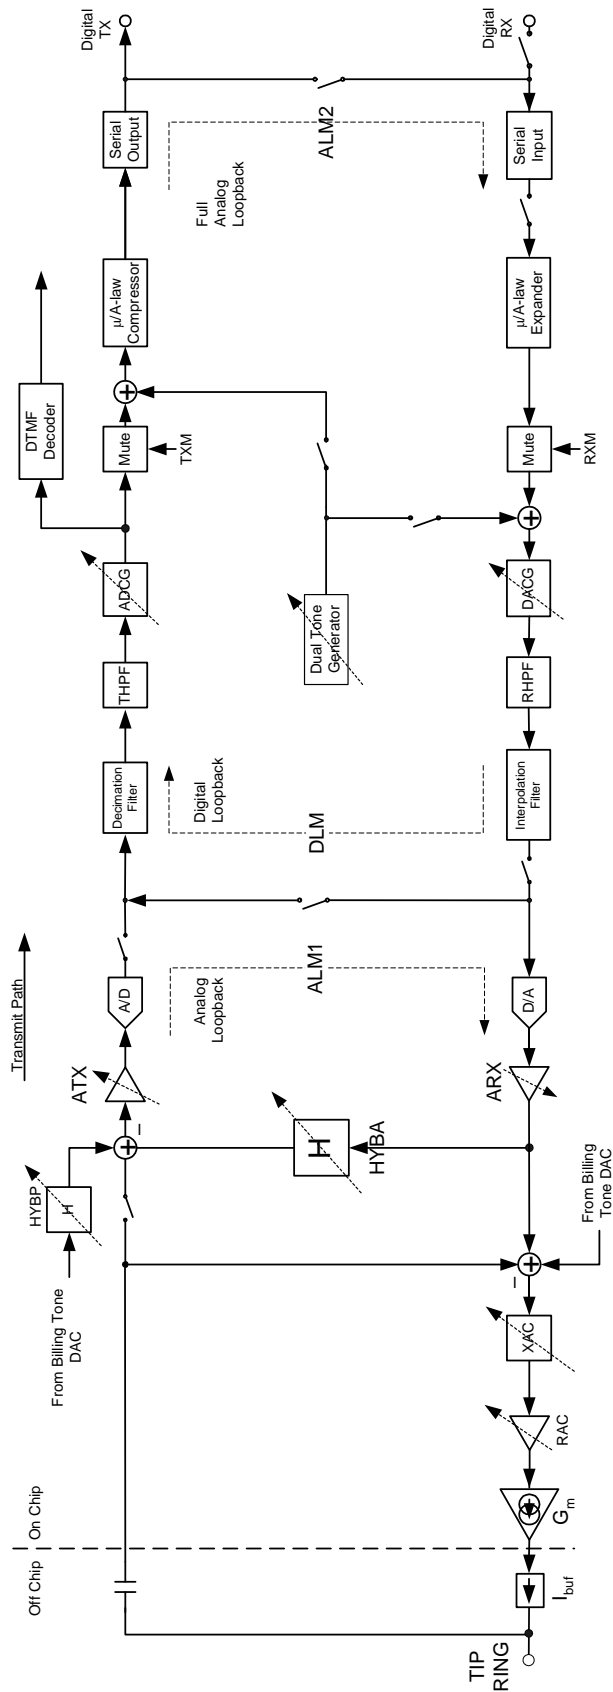 Off Chip
On Chip
Transmit Path
TIP
RING
I buf
G m
RAC
XAC
From Billing Tone
DAC
HYBP
H
From Billing
Tone DAC
–
–
H
HYBA
ATX
ARX
A/D
D/A
Analog
Loopback
ALM1
Digital
Loopback
DLM
Decimation
Filter
Interpolation
Filter
THPF
RHPF
ADCG
DACG
Dual Tone
Generator
DTMF
Decoder
Mute
TXM
Mute
RXM
µ/A-law
Compressor
µ/A-law
Expander
Full
Analog
Loopback
ALM2
Serial
Output
Serial
Input
Digital
TX
Digital
RX